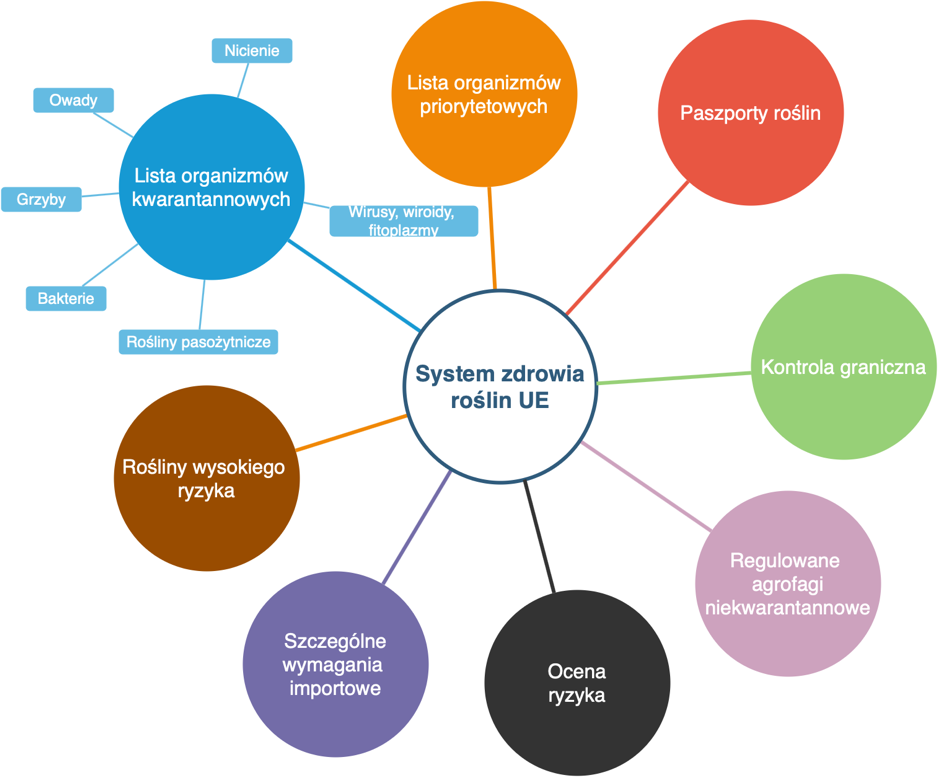 Nicienie
Owady
Grzyby
Bakterie
Rośliny pasożytnicze
Wirusy, wiroidy,
fitoplazmy
Lista organizmów
kwarantannowych
Lista organizmów
priorytetowych
Paszporty roślin
Kontrola graniczna
System zdrowia
roślin UE
Rośliny wysokiego
ryzyka
Regulowane
agrofagi
niekwarantannowe
Szczególne
wymagania
importowe
Ocena
ryzyka